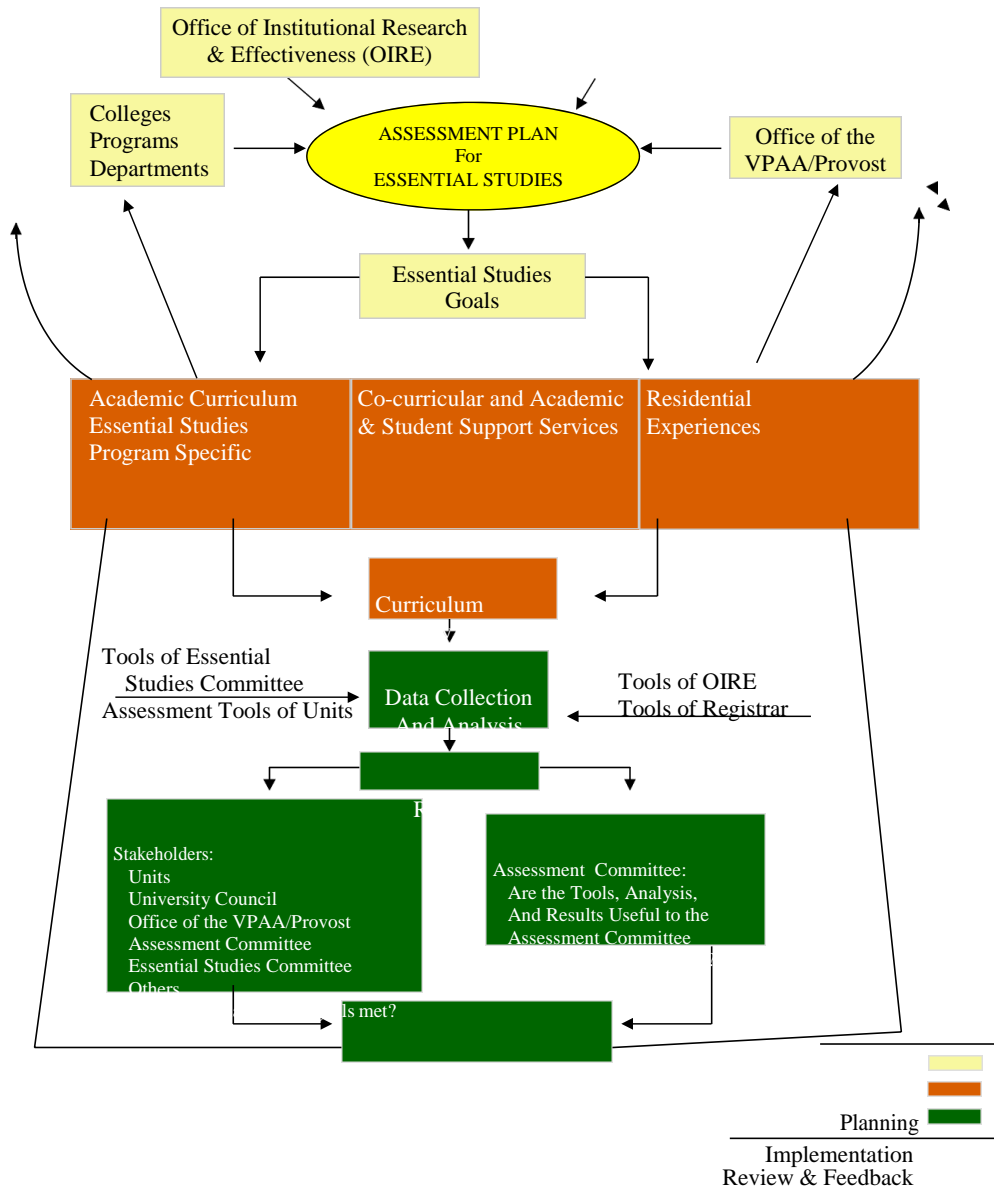 Office of Institutional Research
& Effectiveness (OIRE)
Colleges
Programs
Departments
ASSESSMENT PLAN
For
ESSENTIAL STUDIES
Office of the
VPAA/Provost
Essential Studies
Goals
Academic Curriculum
Essential Studies
Program Specific
Co-curricular and Academic
& Student Support Services
Residential
Experiences
Curriculum
Tools of Essential
Studies Committee
Assessment Tools of Units
Data Collection
And Analysis
Tools of OIRE
Tools of Registrar
Stakeholders:
Units
University Council
Office of the VPAA/Provost
Assessment Committee
Essential Studies Committee
Others
Assessment Committee:
Are the Tools, Analysis,
And Results Useful to the
Assessment Committee
met?
Planning
Implementation
Review & Feedback